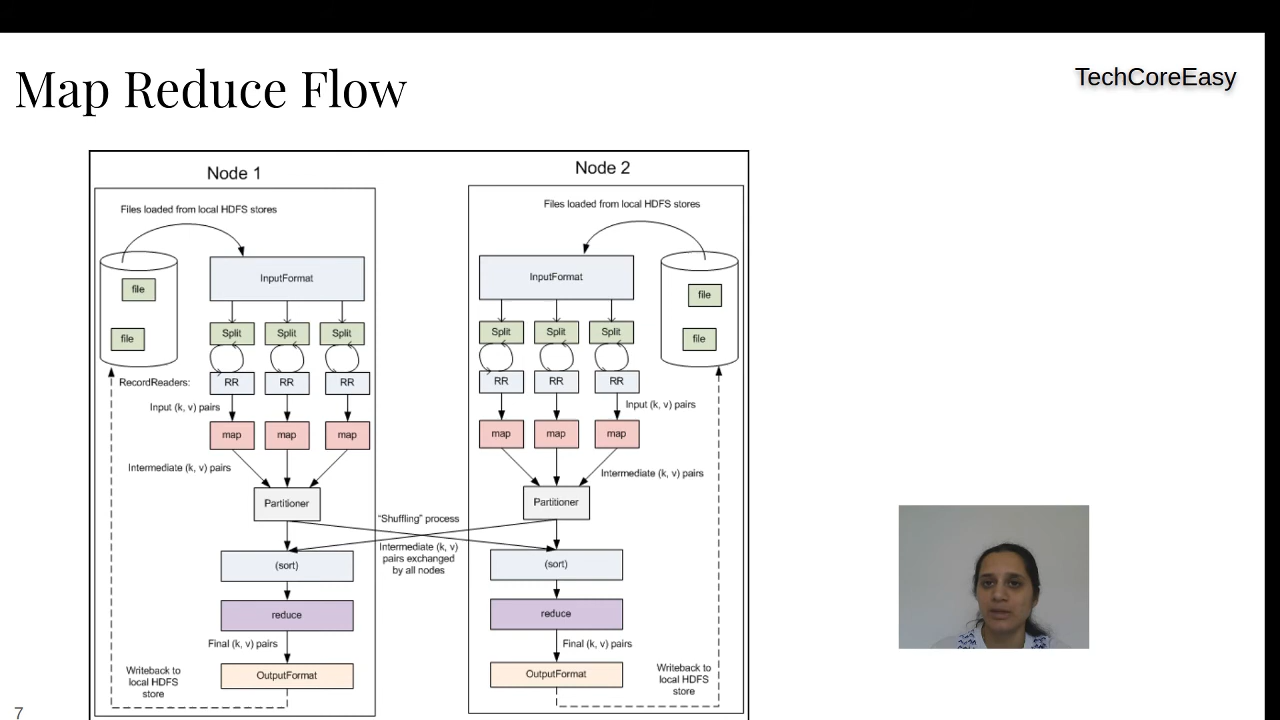 Map Reduce Flow
TechCoreEasy
Node 1
Files loaded from local HDFS stores
file
file
InputFormat
Split Split Split
RecordReaders:
RR RR RR
Input (k, v) pairs
map map map
Intermediate (k, v) pairs
Partitioner
(sort)
reduce
Final (k, v) pairs
OutputFormat
Writeback to
local HDFS
store
"Shuffling" process
Intermediate (k, v)
pairs exchanged
by all nodes
Node 2
Files loaded from local HDFS stores
InputFormat
file
file
Split Split Split
RR RR RR
Input (k, v) pairs
map map map
Intermediate (k, v) pairs
Partitioner
(sort)
reduce
Final (k, v) pairs
OutputFormat
Writeback to
local HDFS
store
7